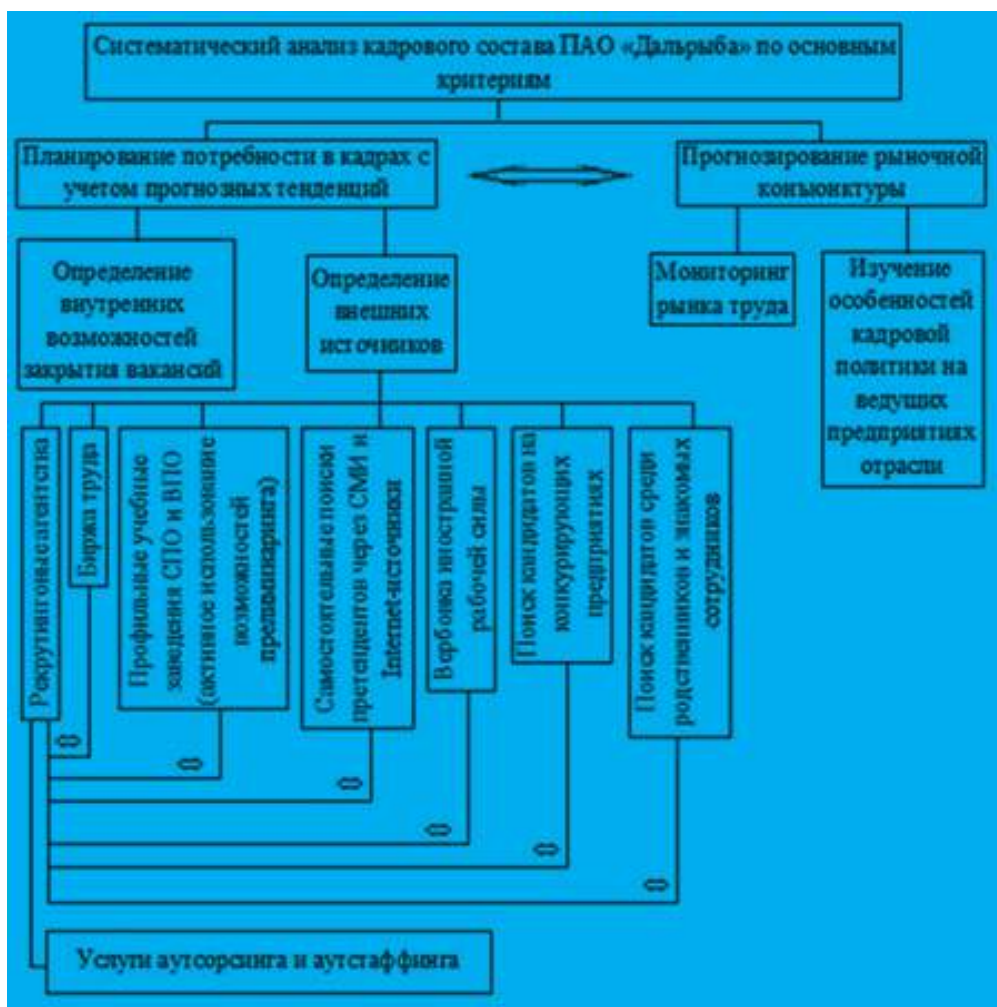 Систематический анализ кадрового состава ПАО «Дальрыба» по основным
критериям
Планирование потребности в кадрах с
учетом прогнозных тенденций
Прогнозирование рыночной
конъюнктуры
Определение
внутренних
возможностей
закрытия вакансий
Определение
внешних
источников
Мониторинг
рынка труда
Изучение
особенностей
кадровой
политики на
ведущих
предприятиях
отрасли
Рекрутинговые агентства
Биржа труда
Профильные учебные
заведения СПО и ВПО
(активное использование
возможностей
прелиминаринга)
Самостоятельные поиски
претендентов через СМИ и
Internet-источники
Вербовка иностранной
рабочей силы
Поиск кандидатов на
конкурирующих
предприятиях
Поиск кандидатов среди
родственников и знакомых
сотрудников
Услуги аутсорсинга и аутстаффинга